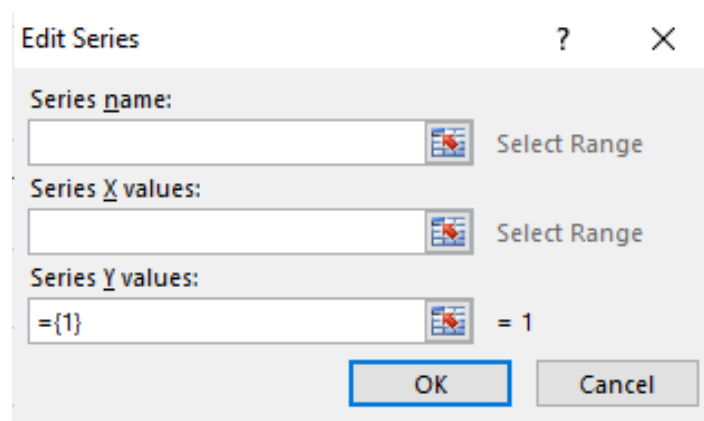 Edit Series ? ×
Series name:
Select Range
Series X values:
Select Range
Series Y values:
={1} = 1
OK Cancel